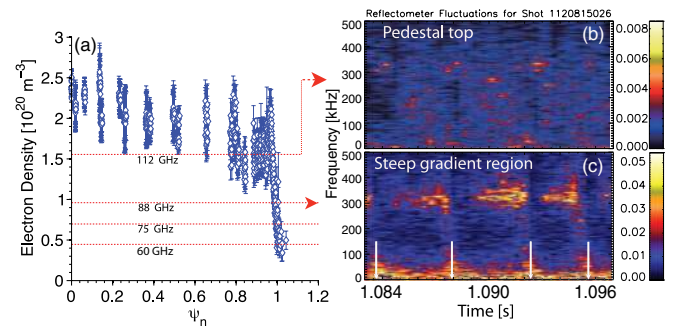 Reflectometer Fluctuations for Shot 1120815026
(a)
Electron Density [10²⁰ m⁻³]
3
2.5
2
1.5
1
0.5
0
112 GHz
88 GHz
75 GHz
60 GHz
0 0.2 0.4 0.6 0.8 1.0 1.2
ψn
Pedestal top (b)
Frequency [kHz]
500
400
300
200
100
0
0.008
0.006
0.004
0.002
0.000
Steep gradient region (c)
500
400
300
200
100
0
0.05
0.04
0.03
0.02
0.01
0.00
1.084 1.090 1.096
Time [s]